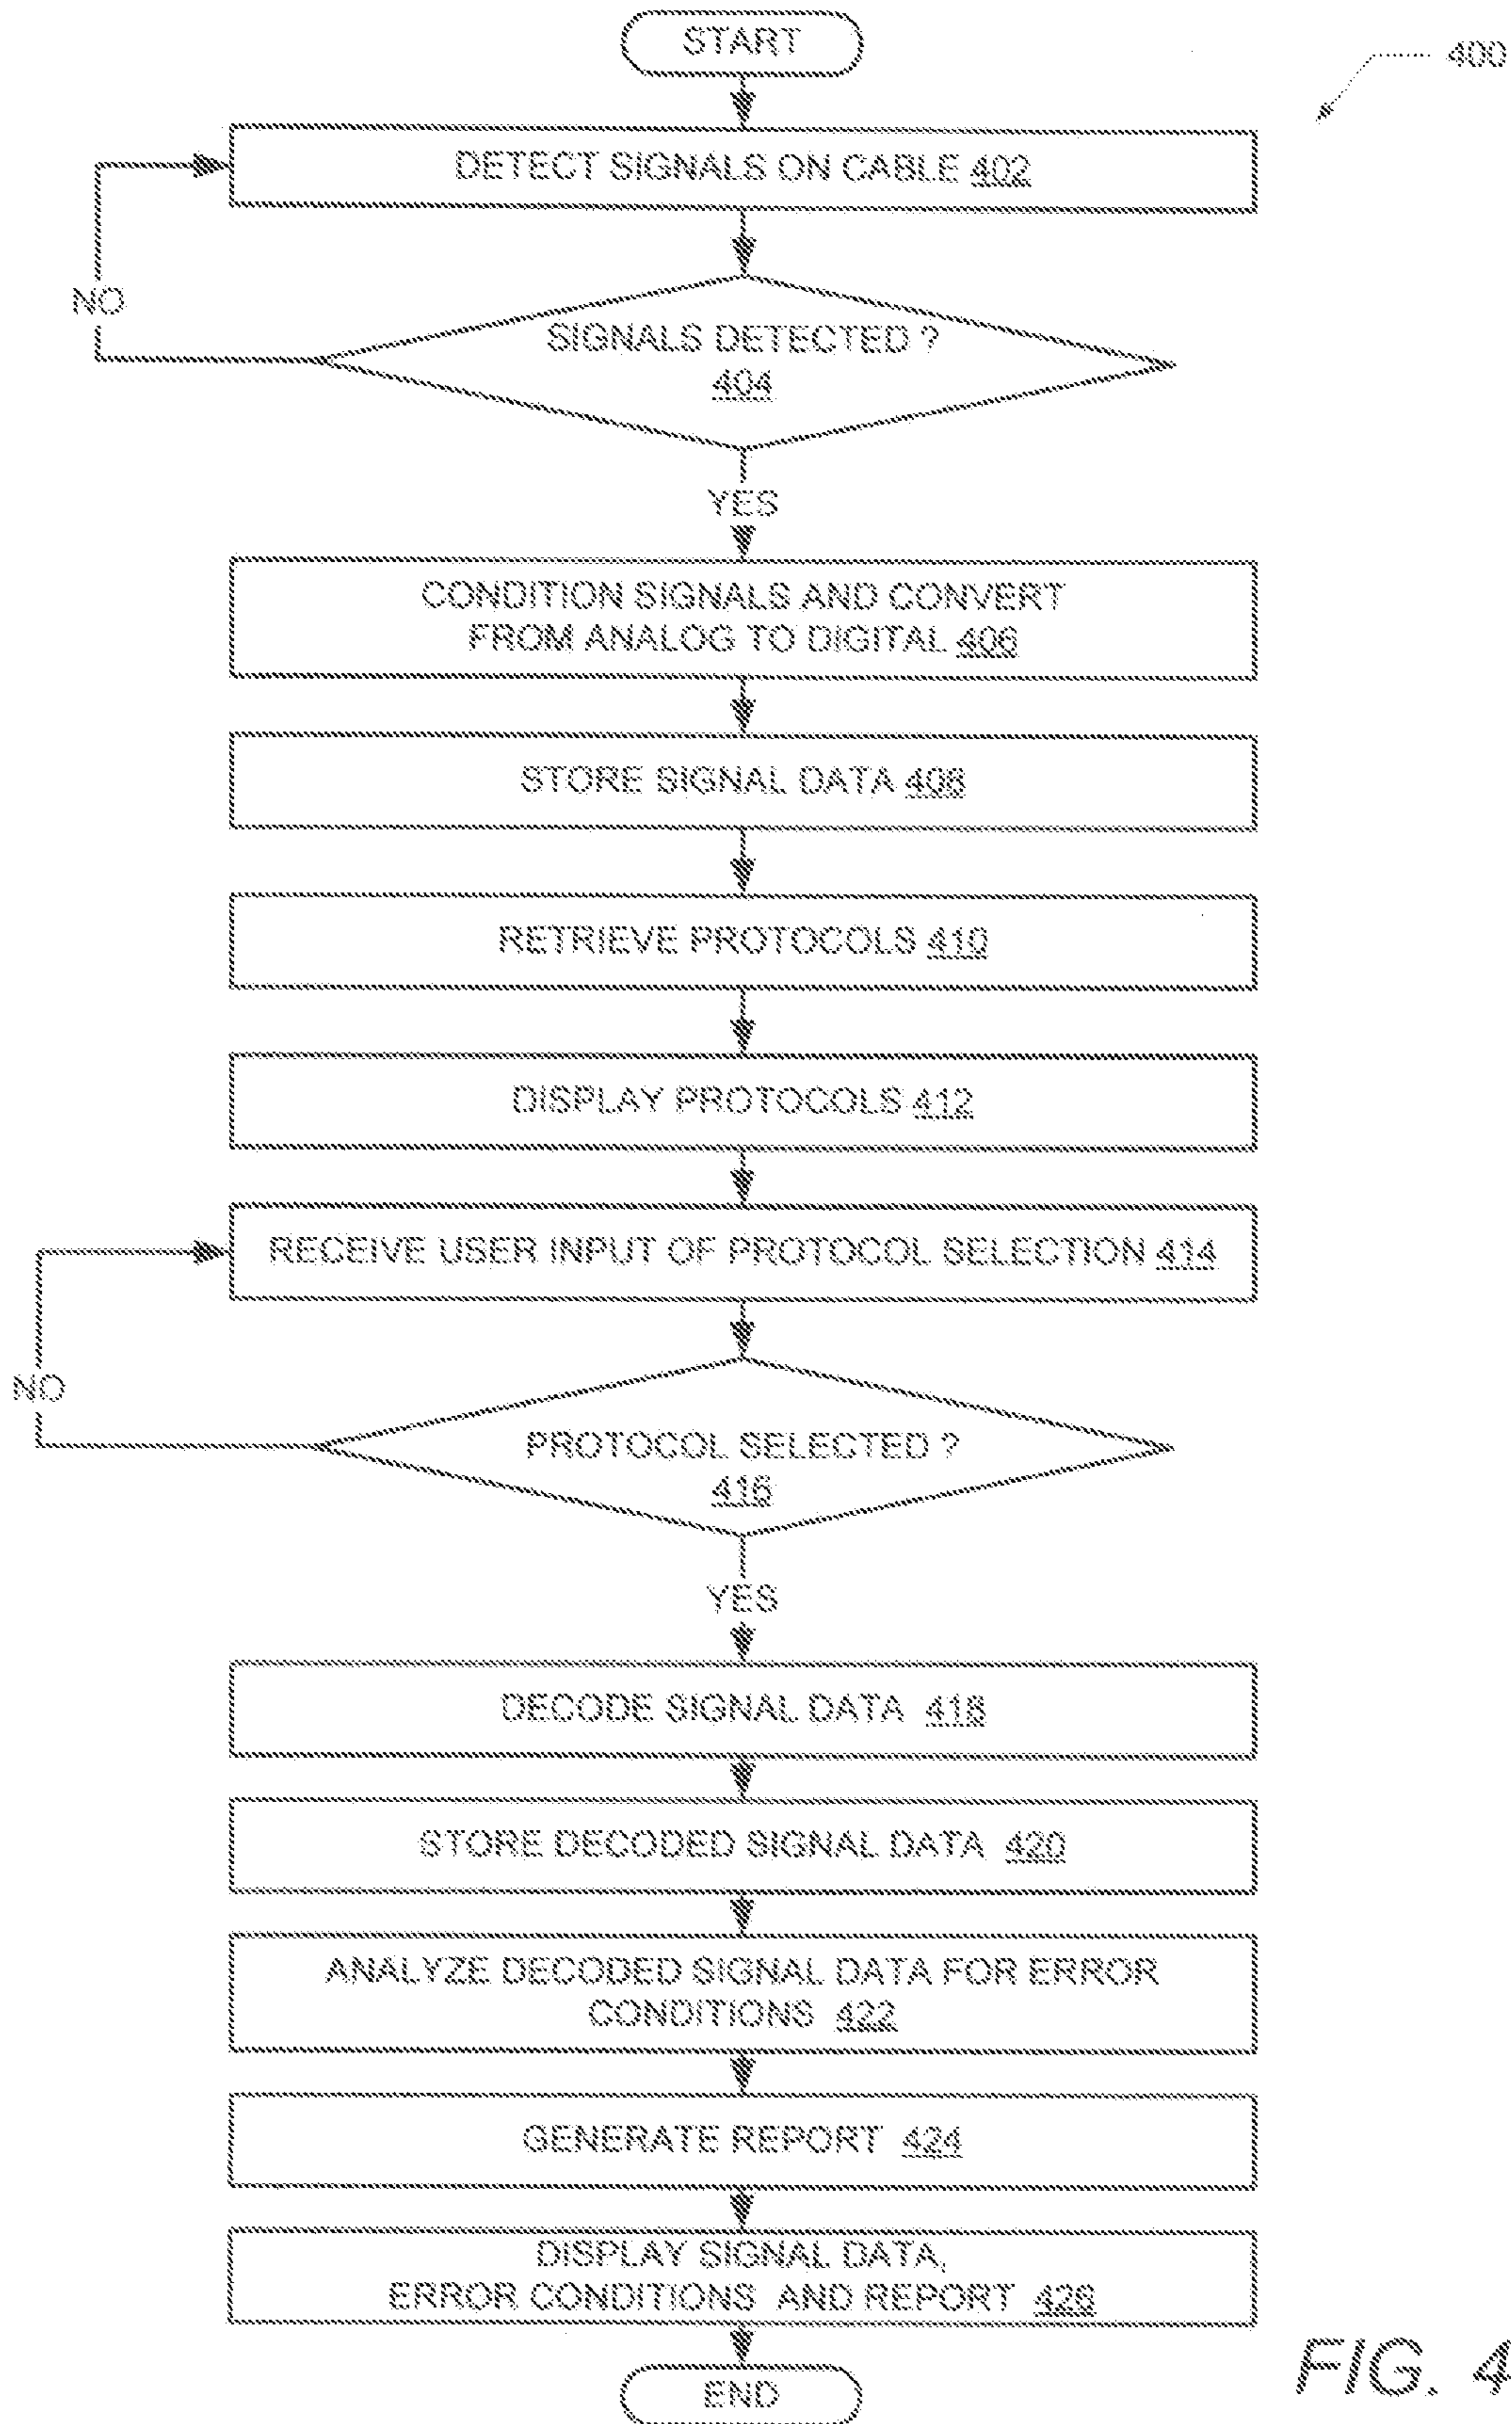 START
400
DETECT SIGNALS ON CABLE 402
NO
SIGNALS DETECTED ?
404
YES
CONDITION SIGNALS AND CONVERT
FROM ANALOG TO DIGITAL 406
STORE SIGNAL DATA 408
RETRIEVE PROTOCOLS 410
DISPLAY PROTOCOLS 412
RECEIVE USER INPUT OF PROTOCOL SELECTION 414
NO
PROTOCOL SELECTED ?
416
YES
DECODE SIGNAL DATA 418
STORE DECODED SIGNAL DATA 420
ANALYZE DECODED SIGNAL DATA FOR ERROR
CONDITIONS 422
GENERATE REPORT 424
DISPLAY SIGNAL DATA,
ERROR CONDITIONS AND REPORT 426
END
FIG. 4